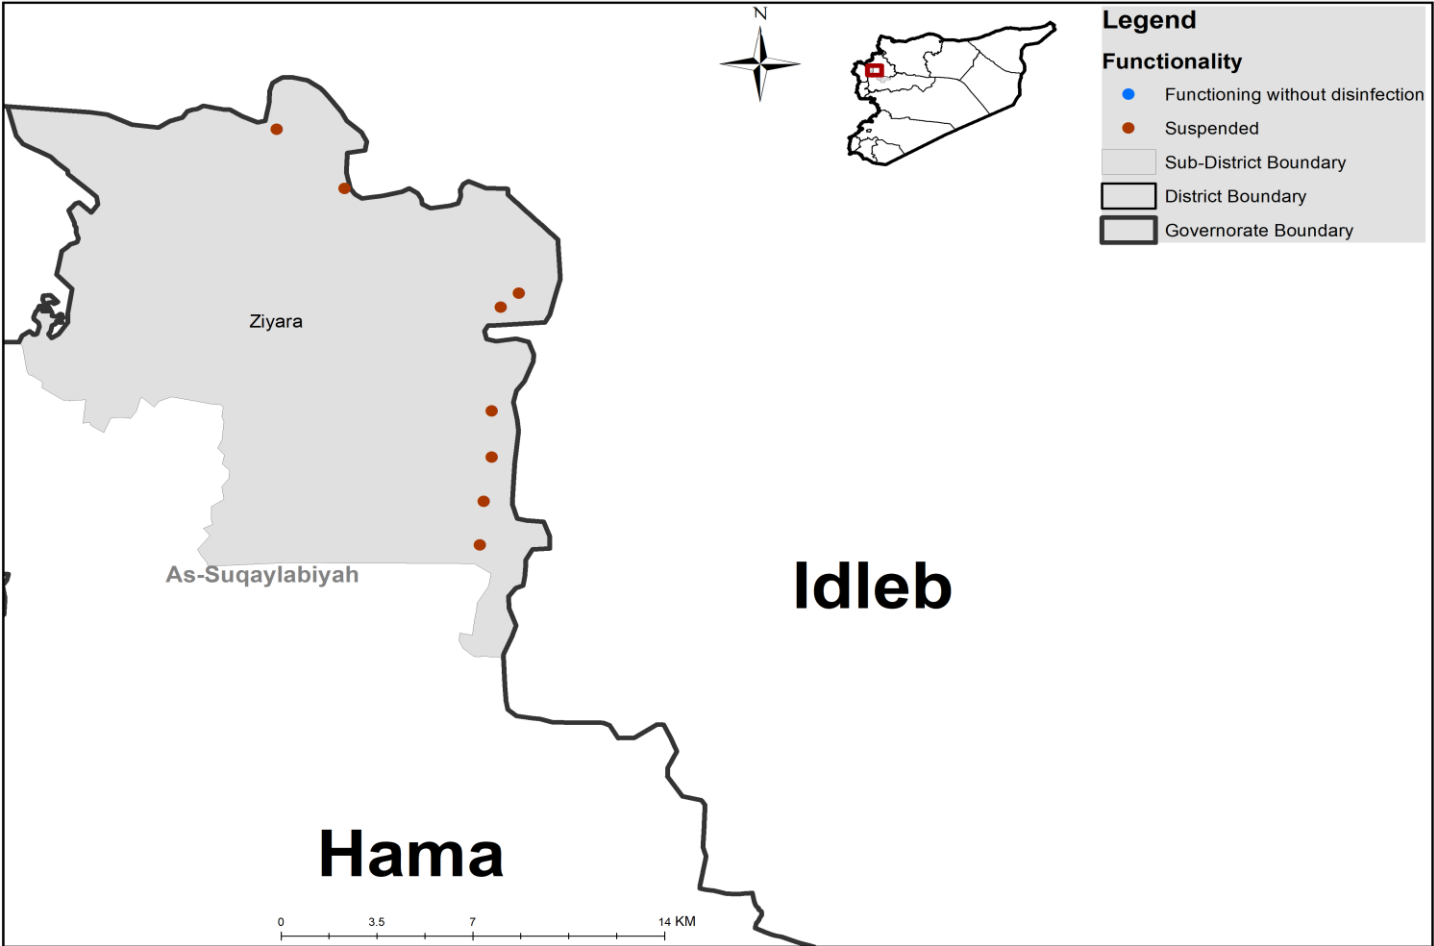 N
Legend
Functionality
Functioning without disinfection
Suspended
Sub-District Boundary
District Boundary
Governorate Boundary
Ziyara
As-Suqaylabiyah
Idleb
Hama
0 3.5 7 14 KM